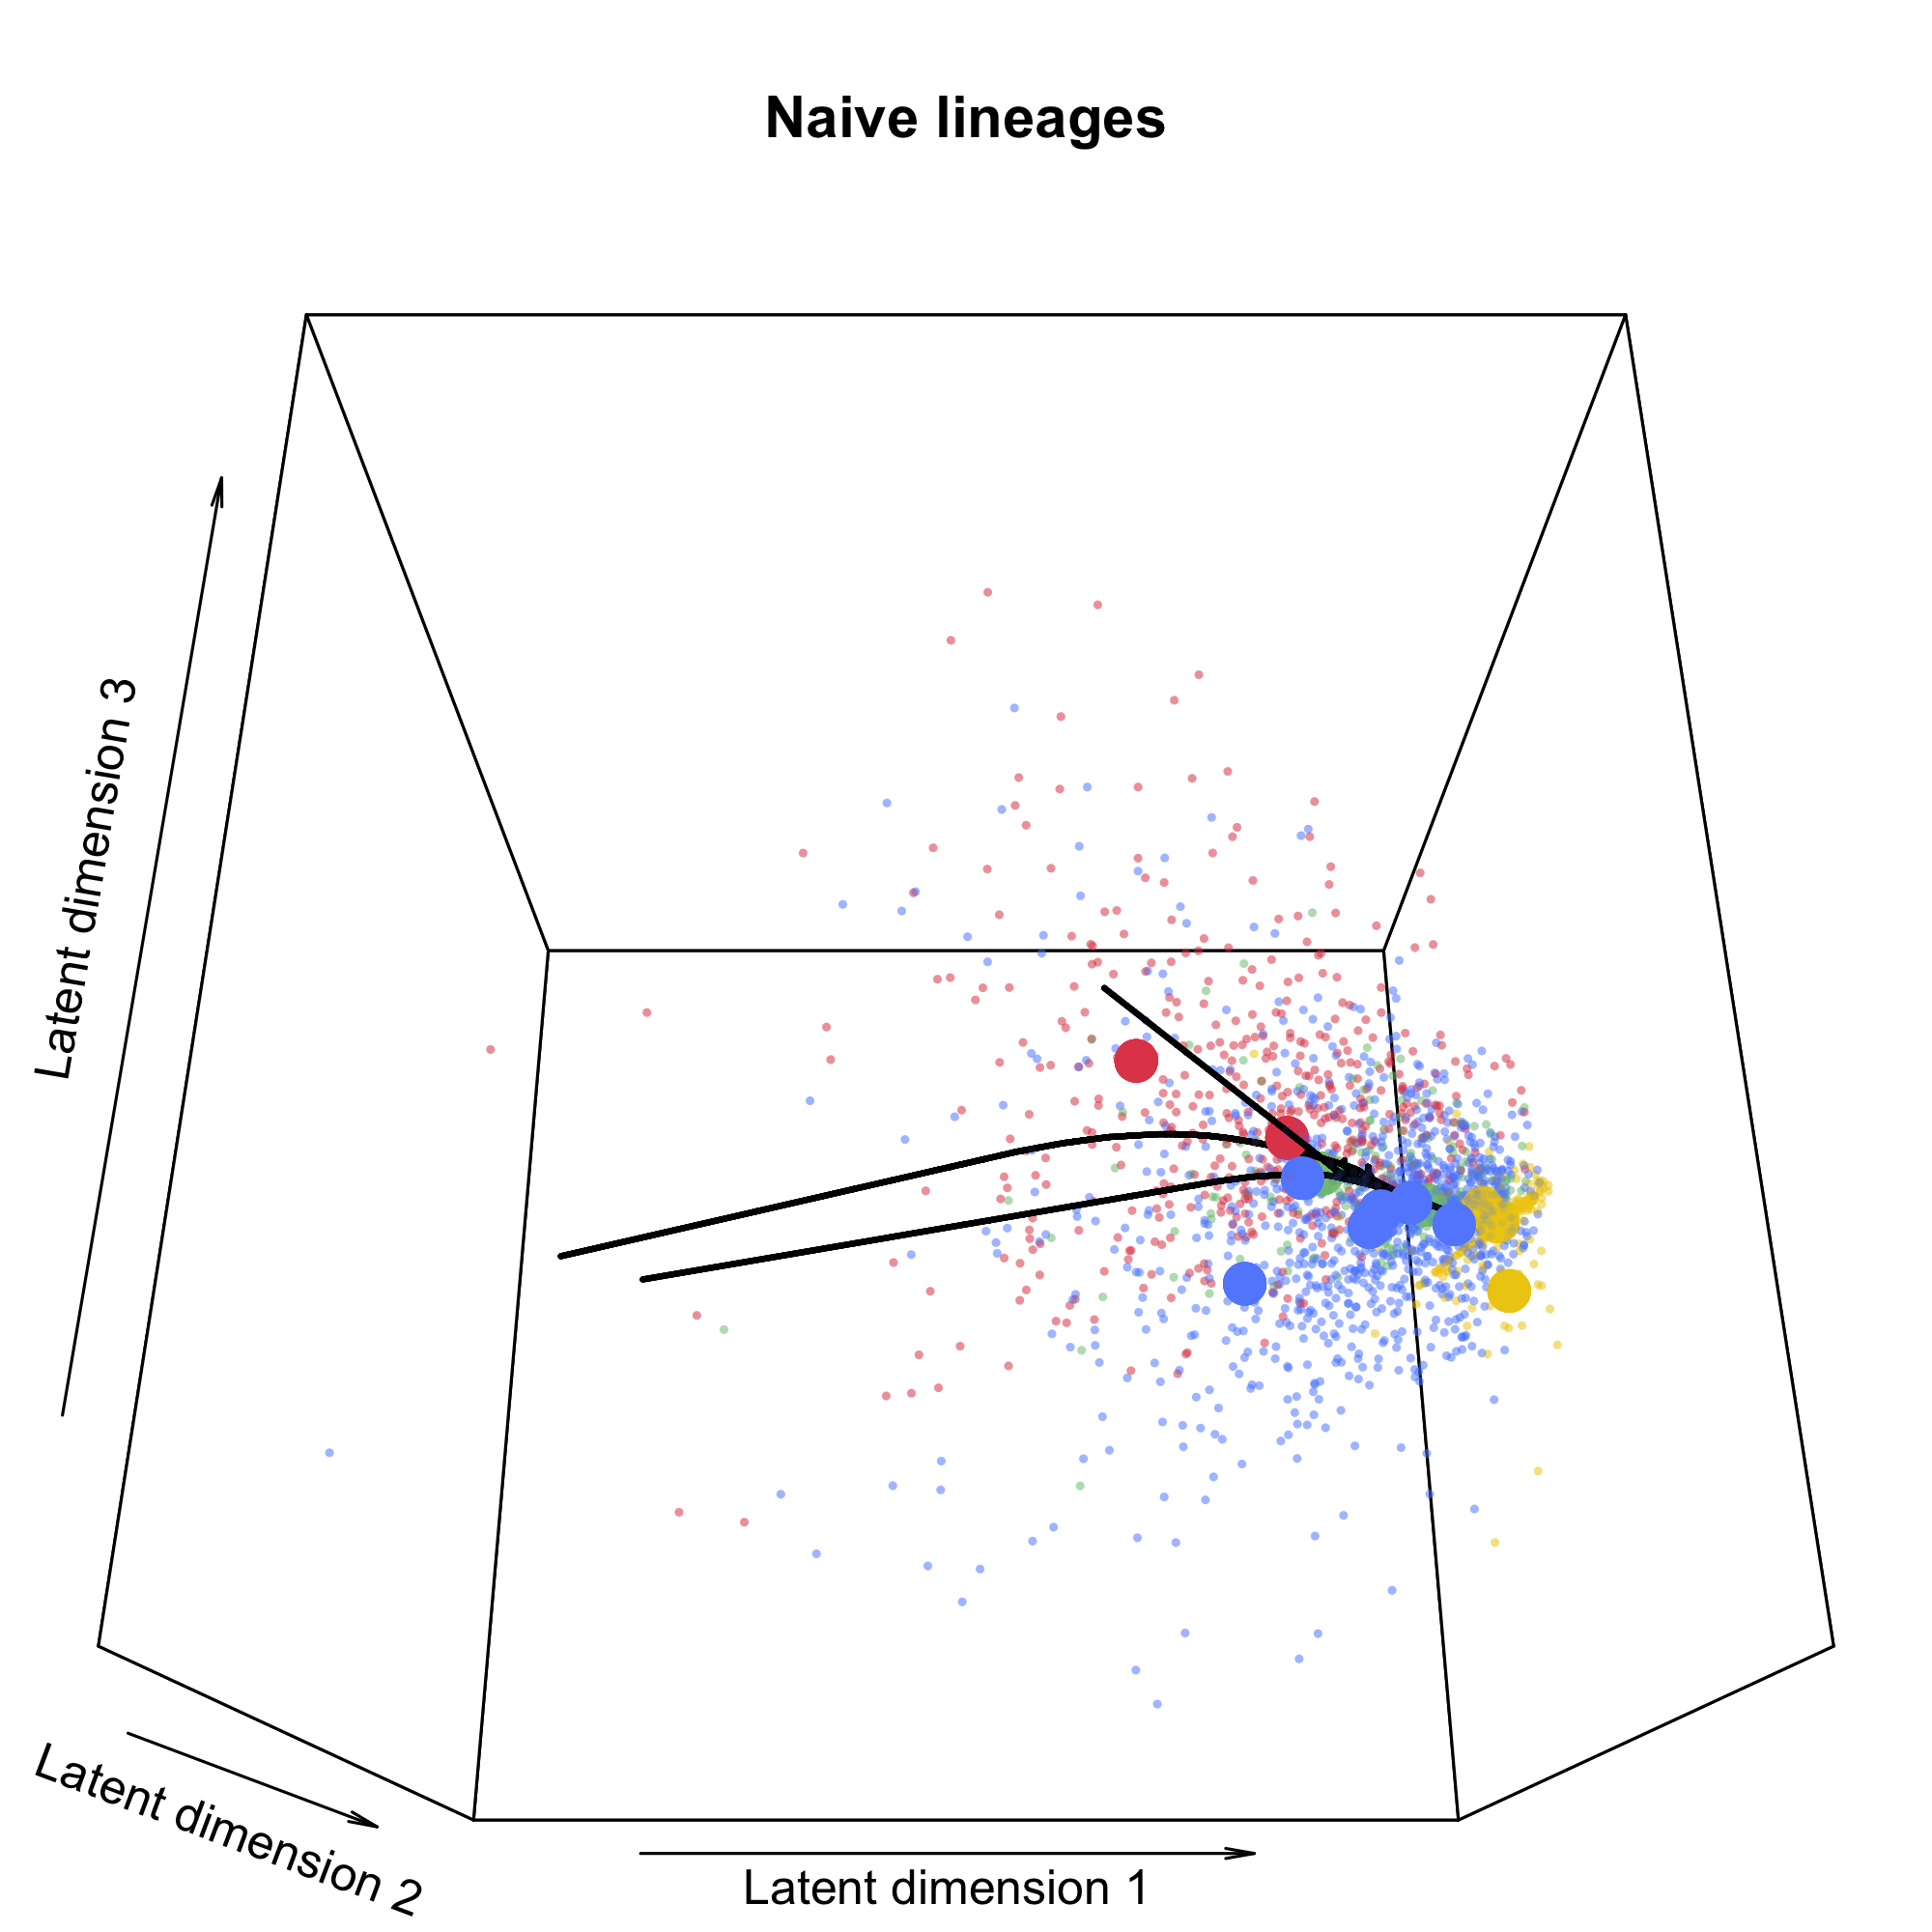 Naive lineages
Latent dimension 3
Latent dimension 2
Latent dimension 1